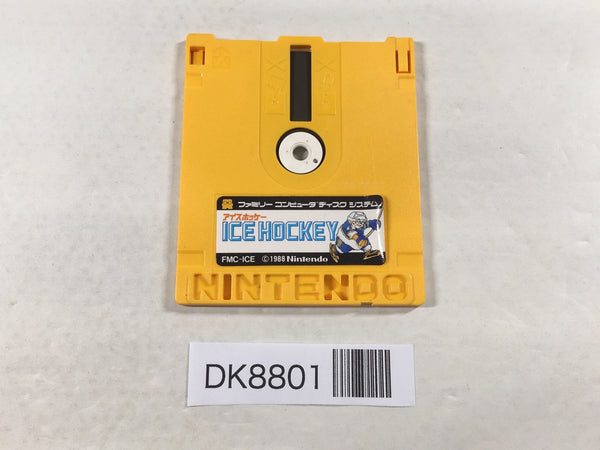 ファミリー コンピュータ ディスク システム
アイスホッケー
ICE HOCKEY
FMC-ICE ©1988 Nintendo
NINTENDO
DK8801